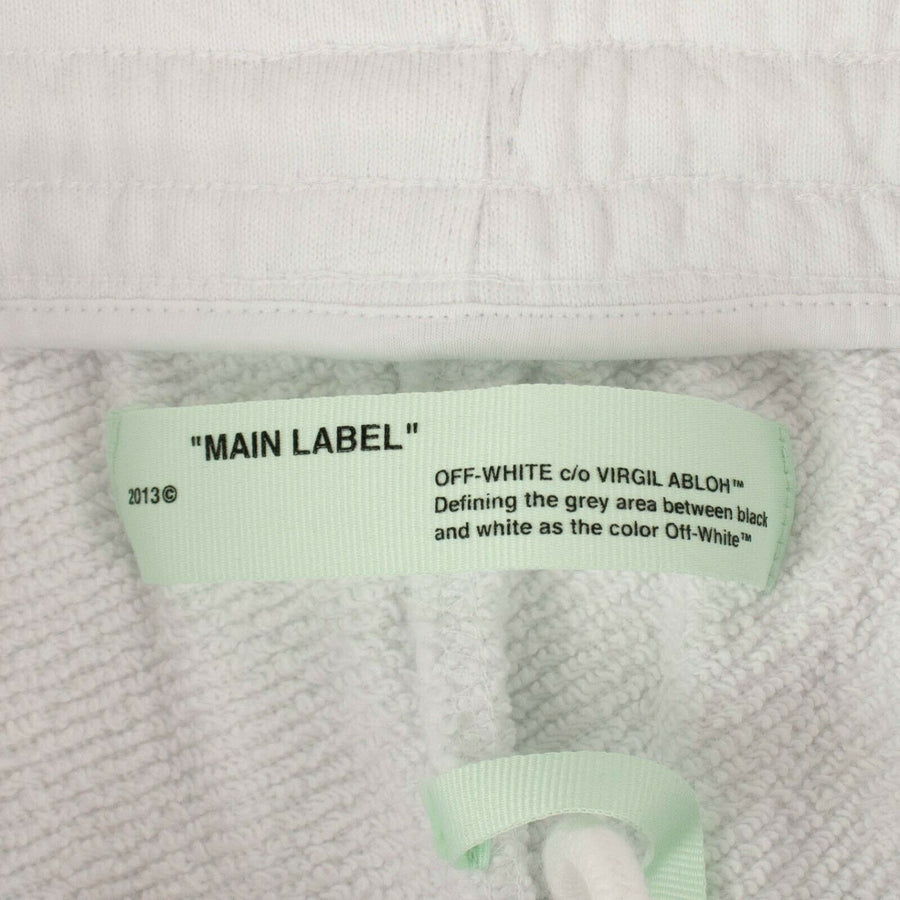 "MAIN LABEL"
2013©
OFF-WHITE c/o VIRGIL ABLOH™
Defining the grey area between black
and white as the color Off-White™